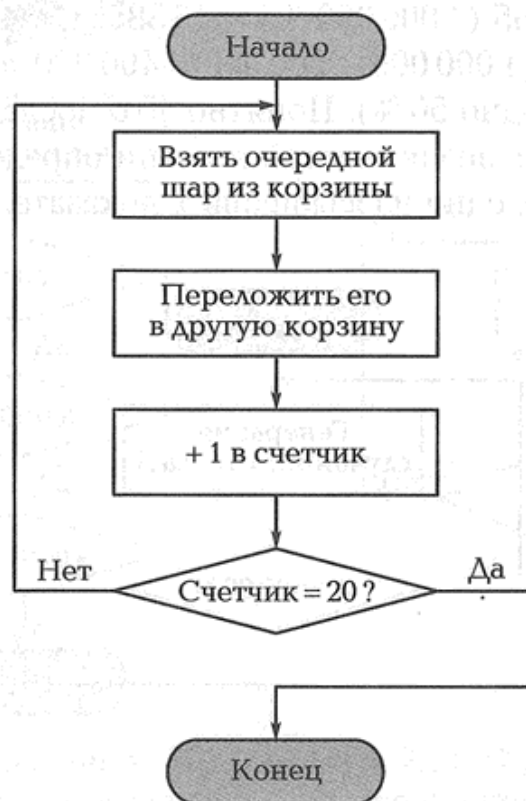 Начало
Взять очередной
шар из корзины
Переложить его
в другую корзину
+ 1 в счетчик
Нет
Счетчик = 20 ?
Да
Конец